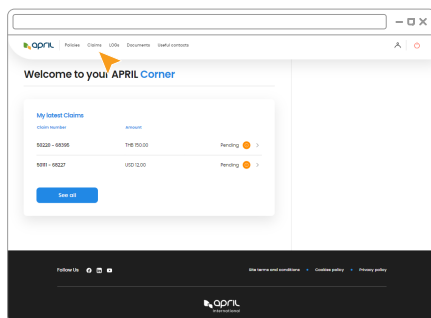 april Policies Claims LOGs Documents Useful contacts
Welcome to your APRIL Corner
My latest Claims
Claim Number Amount
50220 - 68395 THB 150.00 Pending
50111 - 68227 USD 12.00 Pending
See all
Follow Us Site terms and conditions Cookies policy Privacy policy
april
international